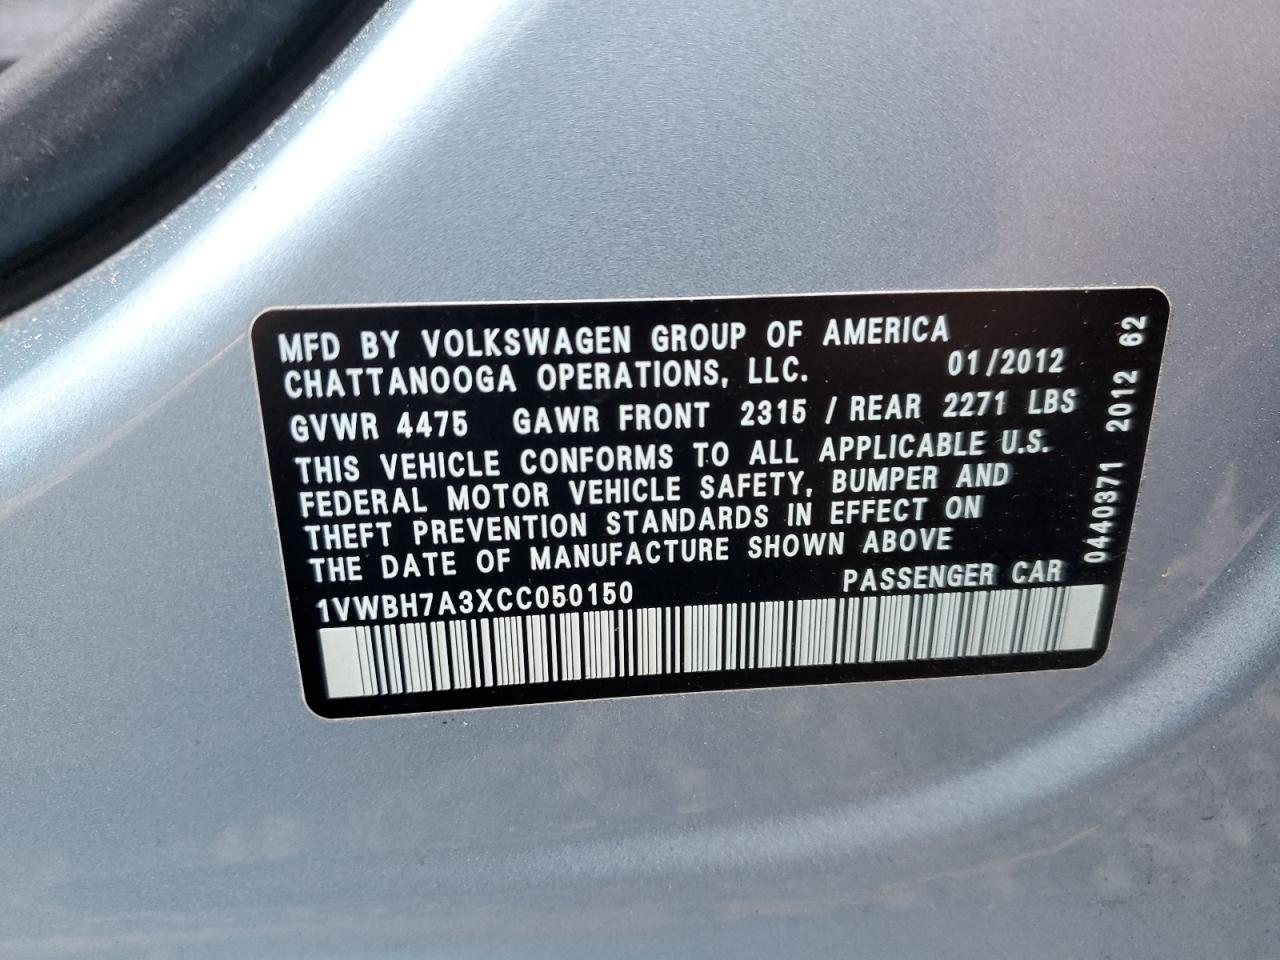 MFD BY VOLKSWAGEN GROUP OF AMERICA
CHATTANOOGA OPERATIONS, LLC. 01/2012
GVWR 4475 GAWR FRONT 2315 / REAR 2271 LBS
THIS VEHICLE CONFORMS TO ALL APPLICABLE U.S.
FEDERAL MOTOR VEHICLE SAFETY, BUMPER AND
THEFT PREVENTION STANDARDS IN EFFECT ON
THE DATE OF MANUFACTURE SHOWN ABOVE
1VWBH7A3XCC050150 PASSENGER CAR
0440371 2012 62